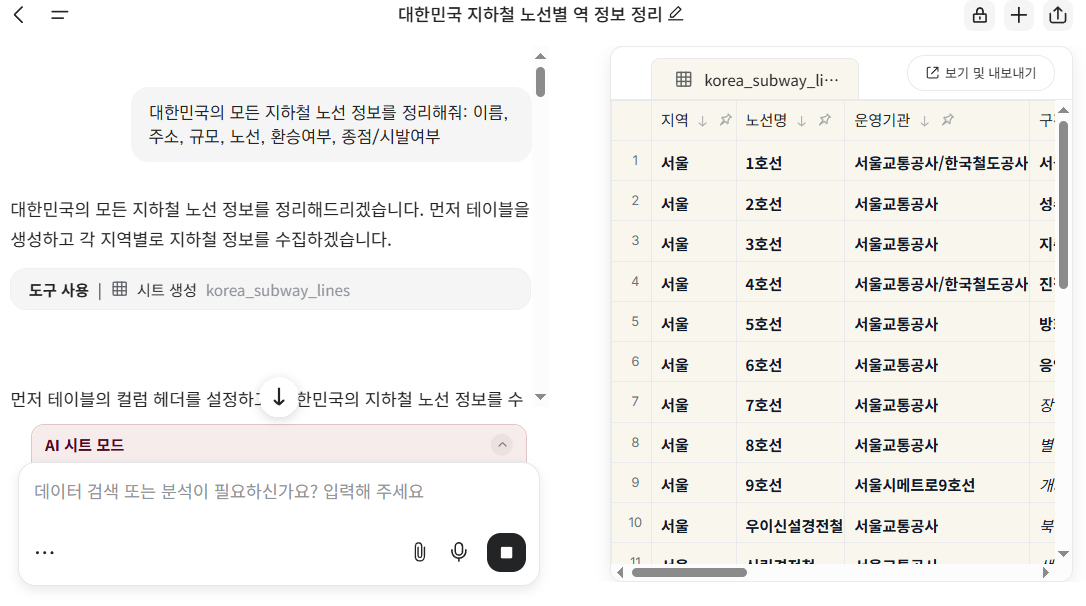 대한민국 지하철 노선별 역 정보 정리
대한민국의 모든 지하철 노선 정보를 정리해줘: 이름,
주소, 규모, 노선, 환승여부, 종점/시발여부
대한민국의 모든 지하철 노선 정보를 정리해드리겠습니다. 먼저 테이블을
생성하고 각 지역별로 지하철 정보를 수집하겠습니다.
도구 사용 | 시트 생성 korea_subway_lines
먼저 테이블의 컬럼 헤더를 설정하고 한민국의 지하철 노선 정보를 수
AI 시트 모드
데이터 검색 또는 분석이 필요하신가요? 입력해 주세요
korea_subway_li…
보기 및 내보내기
지역 노선명 운영기관 구
1 서울 1호선 서울교통공사/한국철도공사 서
2 서울 2호선 서울교통공사 성
3 서울 3호선 서울교통공사 지
4 서울 4호선 서울교통공사/한국철도공사 진
5 서울 5호선 서울교통공사 방
6 서울 6호선 서울교통공사 응
7 서울 7호선 서울교통공사 장
8 서울 8호선 서울교통공사 별
9 서울 9호선 서울시메트로9호선 개
10 서울 우이신설경전철 서울교통공사 북
11 서울 신림경전철 서울교통공사